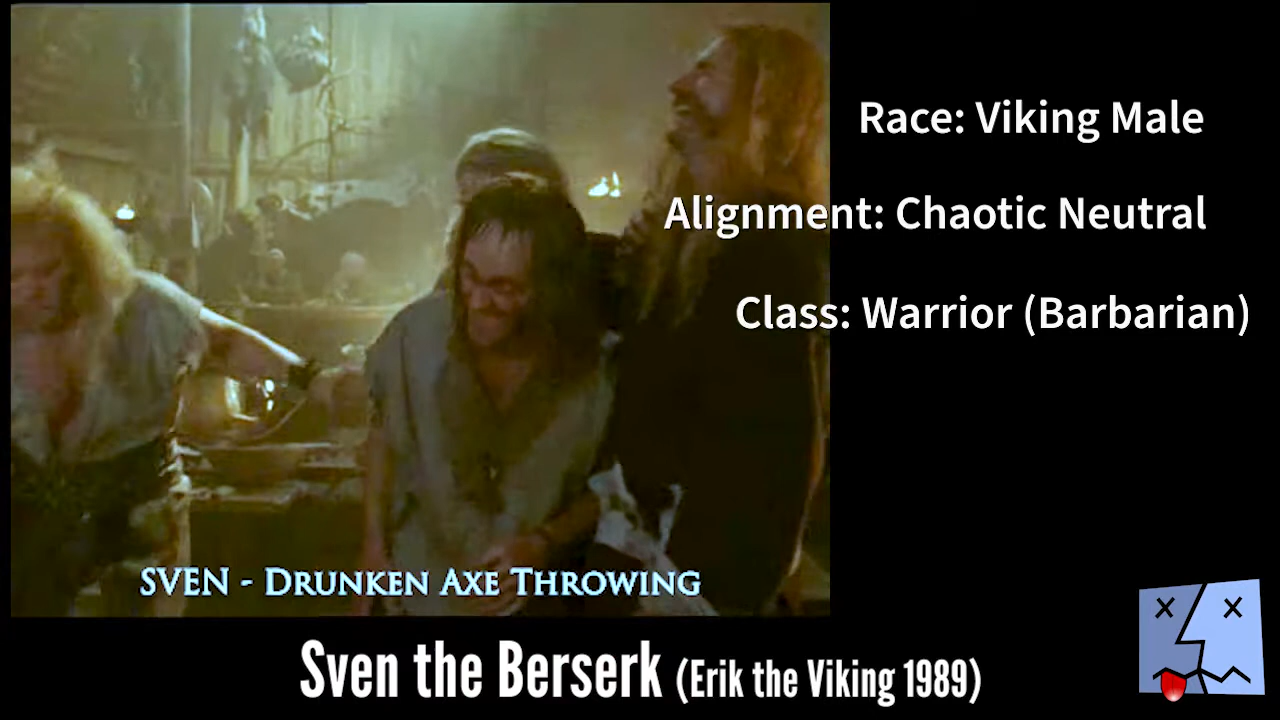 Race: Viking Male
Alignment: Chaotic Neutral
Class: Warrior (Barbarian)
SVEN - DRUNKEN AXE THROWING
Sven the Berserk (Erik the Viking 1989)